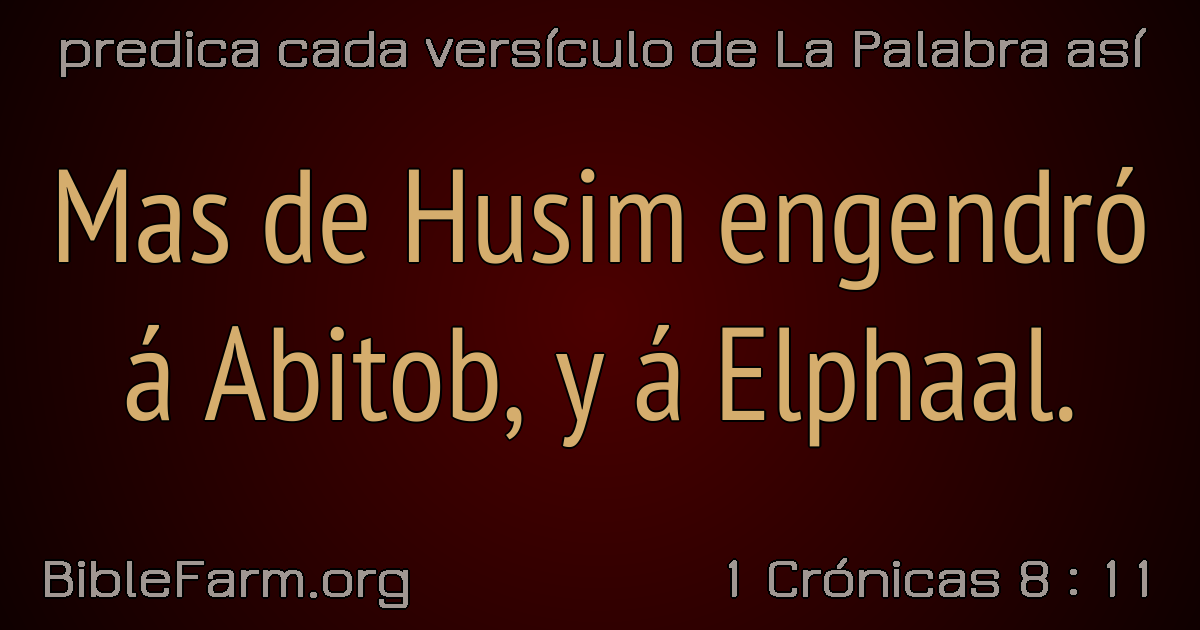 predica cada versículo de La Palabra así
Mas de Husim engendró
á Abitob, y á Elphaal.
BibleFarm.org
1 Crónicas 8 : 11